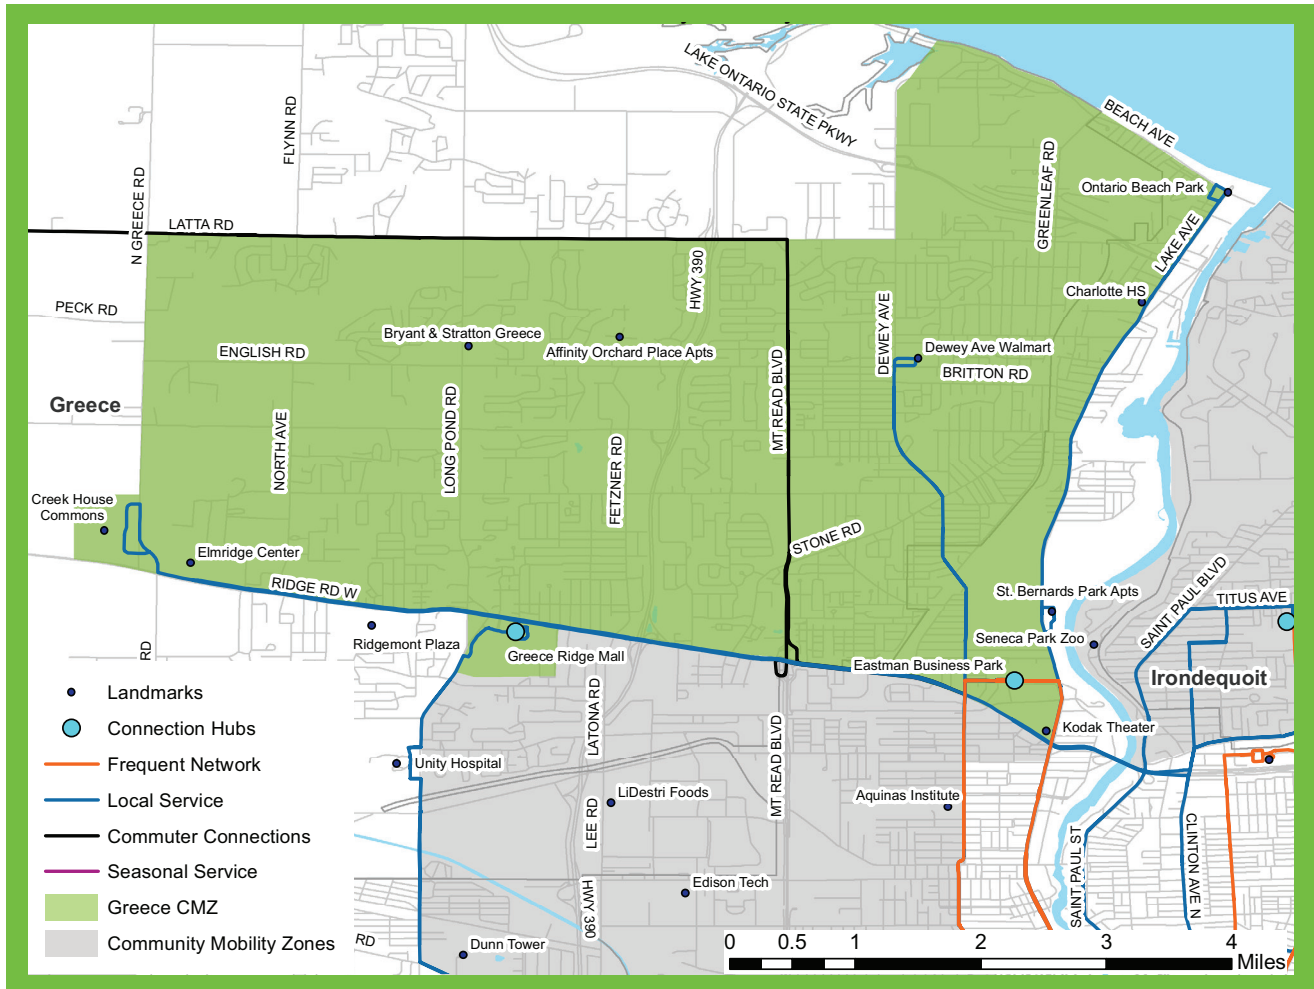 LAKE ONTARIO STATE PKWY
BEACH AVE
FLYNN RD
GREENLEAF RD
Ontario Beach Park
N GREECE RD
LATTA RD
LAKE AVE
HWY 390
Charlotte HS
PECK RD
DEWEY AVE
Bryant & Stratton Greece
ENGLISH RD
Affinity Orchard Place Apts
Dewey Ave Walmart
BRITTON RD
MT READ BLVD
Greece
NORTH AVE
LONG POND RD
FETZNER RD
Creek House
Commons
STONE RD
Elmridge Center
RIDGE RD W
St. Bernards Park Apts
SAINT PAUL BLVD
TITUS AVE
Ridgemont Plaza
RD
Greece Ridge Mall
Seneca Park Zoo
Eastman Business Park
Irondequoit
LATONA RD
MT READ BLVD
Kodak Theater
Unity Hospital
LiDestri Foods
Aquinas Institute
LEE RD
CLINTON AVE N
SAINT PAUL ST
Edison Tech
HWY 390
RD
Dunn Tower
Landmarks
Connection Hubs
Frequent Network
Local Service
Commuter Connections
Seasonal Service
Greece CMZ
Community Mobility Zones
0 0.5 1 2 3 4
Miles